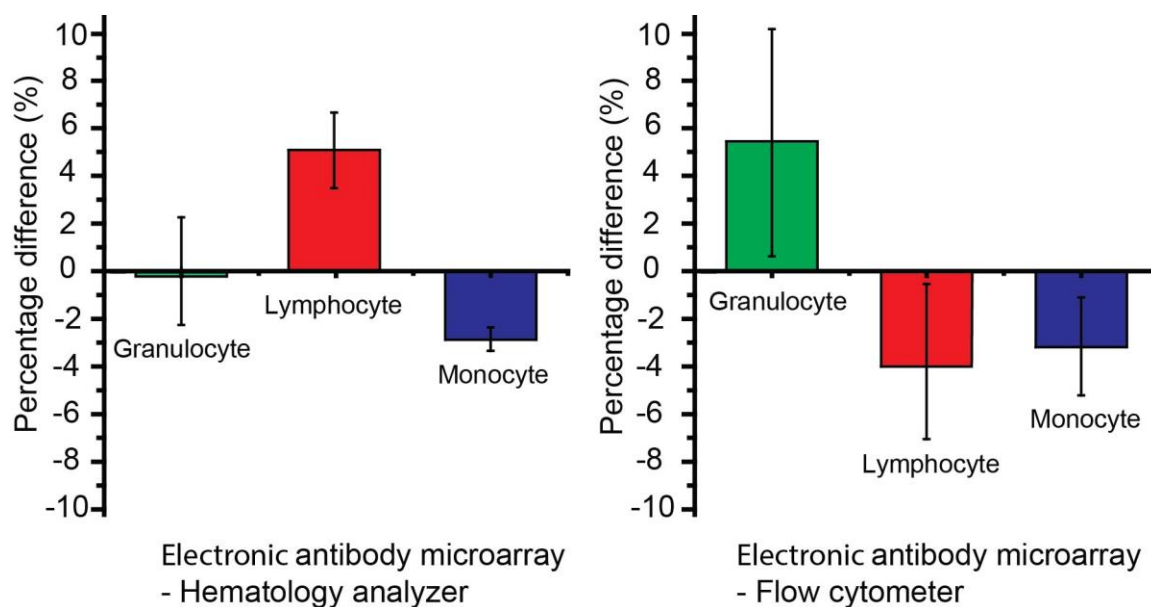 Percentage difference (%)
10
8
6
4
2
0
-2
-4
-6
-8
-10
Granulocyte
Lymphocyte
Monocyte
Electronic antibody microarray
- Hematology analyzer
Percentage difference (%)
10
8
6
4
2
0
-2
-4
-6
-8
-10
Granulocyte
Lymphocyte
Monocyte
Electronic antibody microarray
- Flow cytometer